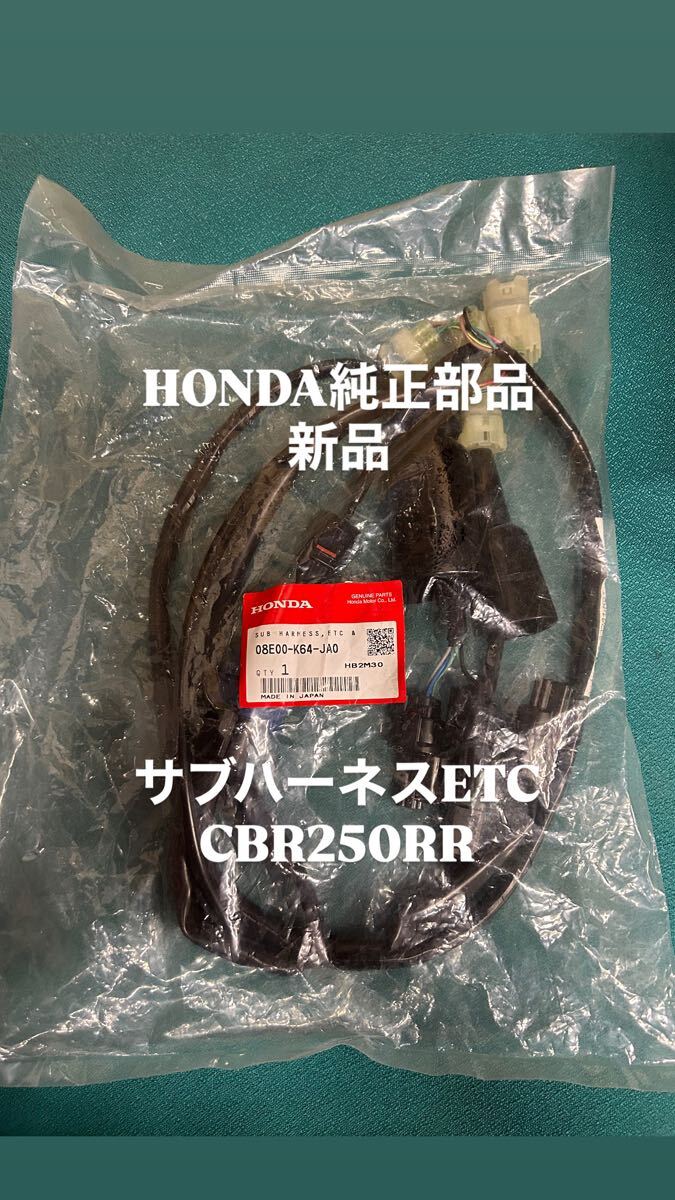 HONDA純正部品
新品
HONDA
GENUINE PARTS
Honda Motor Co., Ltd.
SUB HARNESS,ETC &
08E00-K64-JA0
QTY 1
HB2M30
MADE IN JAPAN
サブハーネスETC
CBR250RR